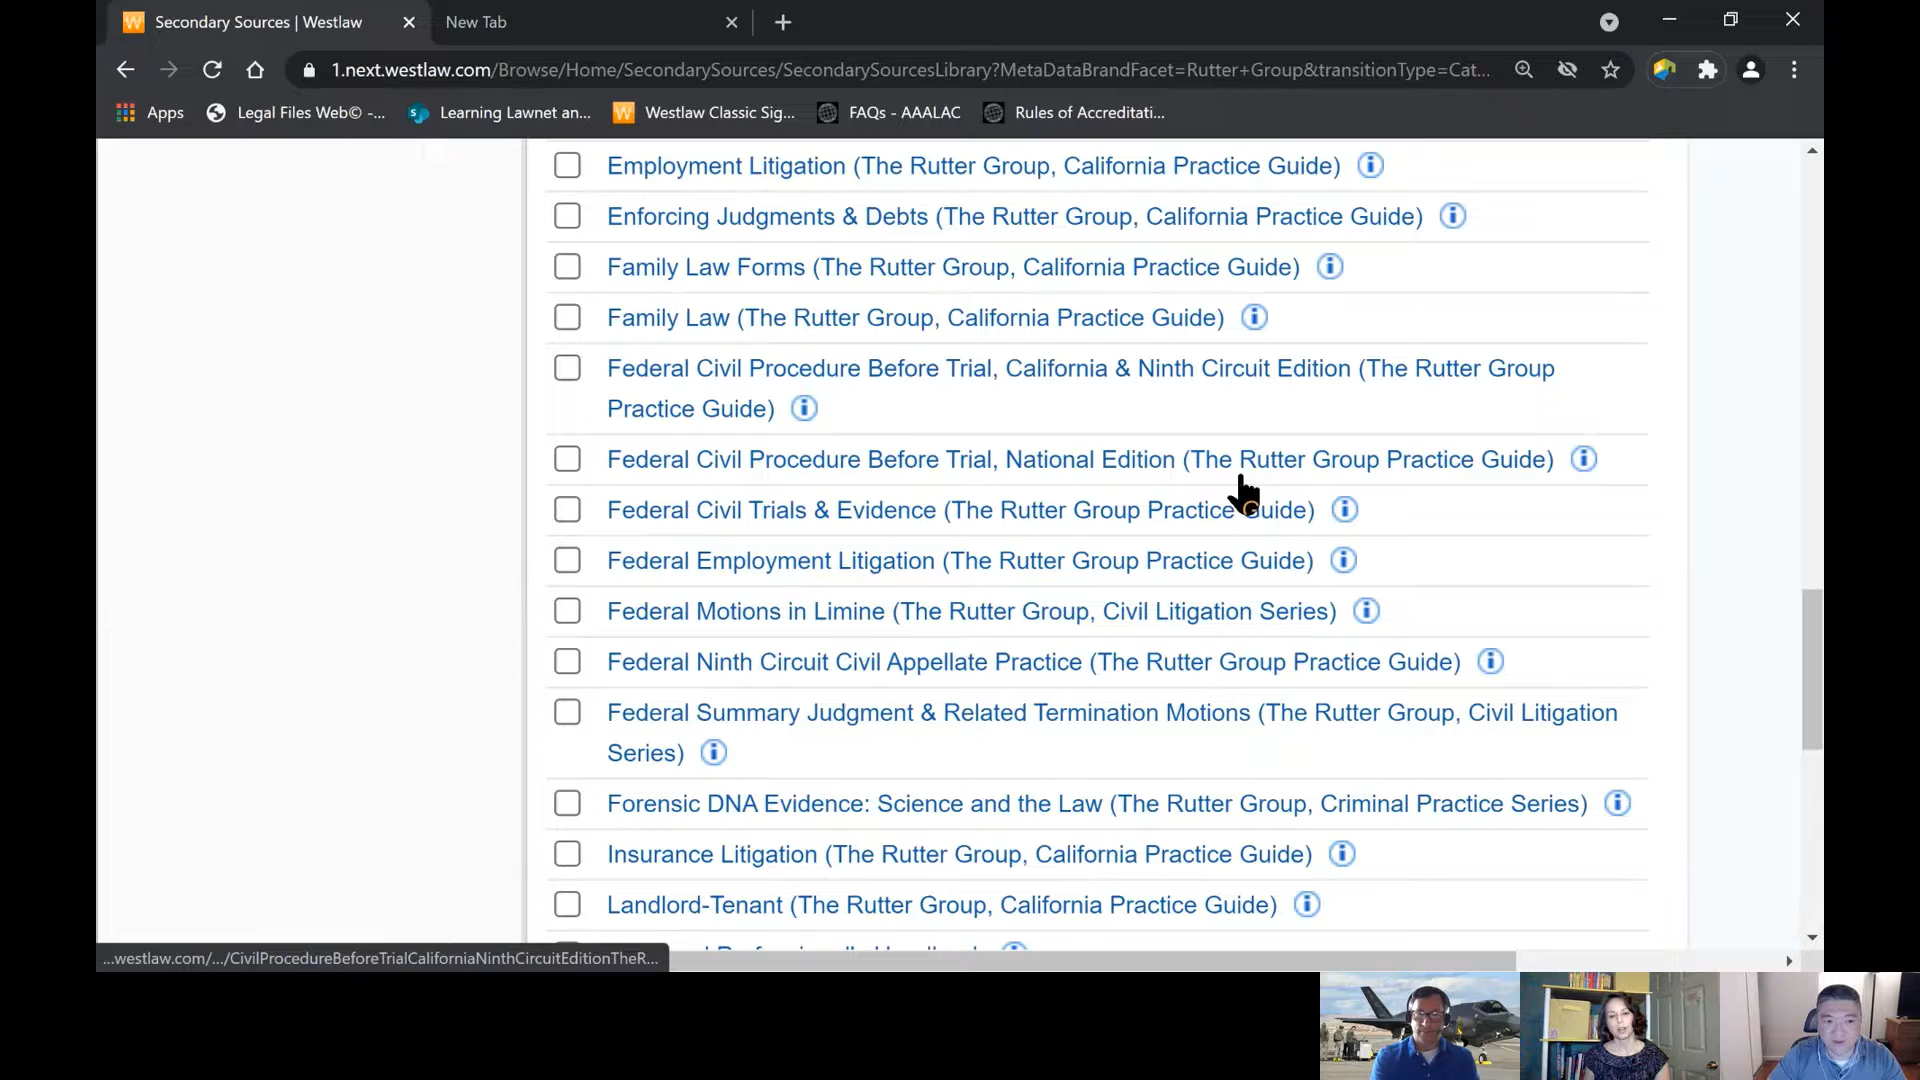 Secondary Sources | Westlaw
New Tab
1.next.westlaw.com/Browse/Home/SecondarySources/SecondarySourcesLibrary?MetaDataBrandFacet=Rutter+Group&transitionType=Cat...
Apps
Legal Files Web© -...
Learning Lawnet an...
Westlaw Classic Sig...
FAQs - AAALAC
Rules of Accreditati...
Employment Litigation (The Rutter Group, California Practice Guide)
Enforcing Judgments & Debts (The Rutter Group, California Practice Guide)
Family Law Forms (The Rutter Group, California Practice Guide)
Family Law (The Rutter Group, California Practice Guide)
Federal Civil Procedure Before Trial, California & Ninth Circuit Edition (The Rutter Group
Practice Guide)
Federal Civil Procedure Before Trial, National Edition (The Rutter Group Practice Guide)
Federal Civil Trials & Evidence (The Rutter Group Practice Guide)
Federal Employment Litigation (The Rutter Group Practice Guide)
Federal Motions in Limine (The Rutter Group, Civil Litigation Series)
Federal Ninth Circuit Civil Appellate Practice (The Rutter Group Practice Guide)
Federal Summary Judgment & Related Termination Motions (The Rutter Group, Civil Litigation
Series)
Forensic DNA Evidence: Science and the Law (The Rutter Group, Criminal Practice Series)
Insurance Litigation (The Rutter Group, California Practice Guide)
Landlord-Tenant (The Rutter Group, California Practice Guide)
...westlaw.com/.../CivilProcedureBeforeTrialCaliforniaNinthCircuitEditionTheR...